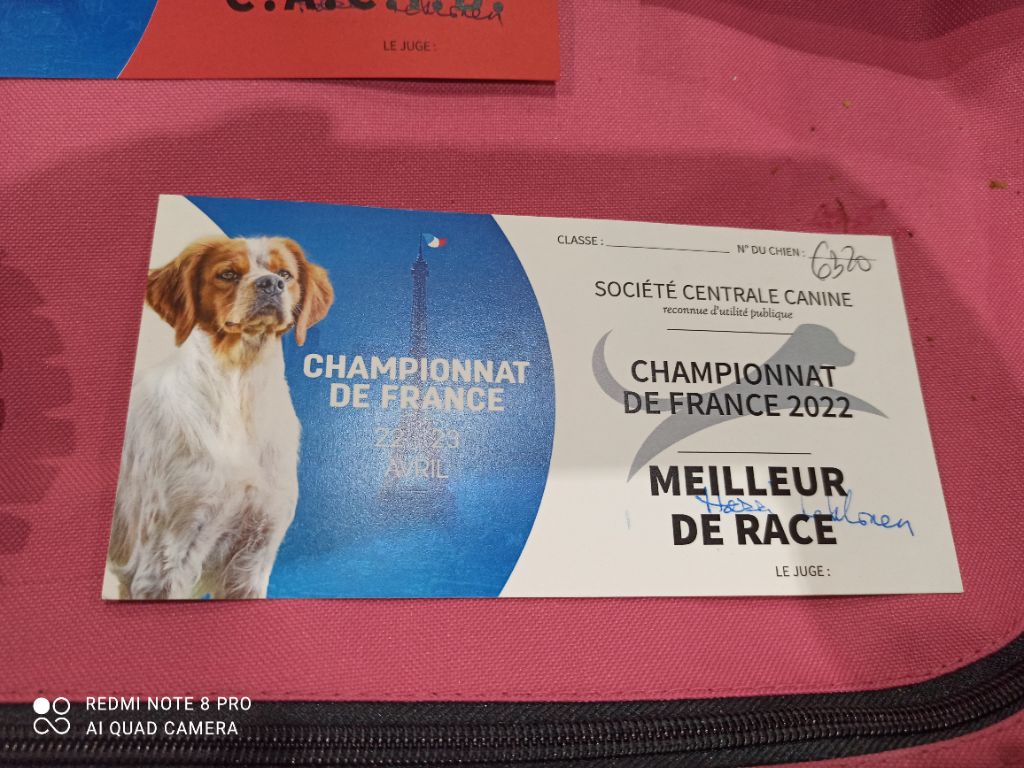 C.A.C.I.B.
LE JUGE :
CLASSE : N° DU CHIEN : 6320
SOCIÉTÉ CENTRALE CANINE
reconnue d'utilité publique
CHAMPIONNAT
DE FRANCE 2022
MEILLEUR
DE RACE
LE JUGE :
CHAMPIONNAT
DE FRANCE
22 23
AVRIL
REDMI NOTE 8 PRO
AI QUAD CAMERA